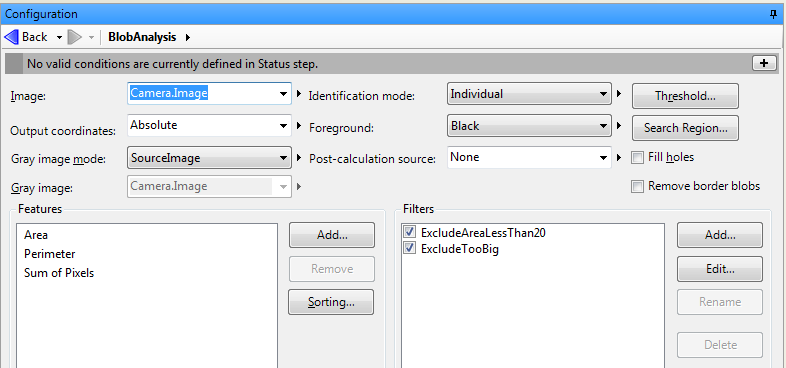 Configuration
Back BlobAnalysis
No valid conditions are currently defined in Status step.
Image: Camera.Image Identification mode: Individual Threshold...
Output coordinates: Absolute Foreground: Black Search Region...
Gray image mode: SourceImage Post-calculation source: None Fill holes
Gray image: Camera.Image Remove border blobs
Features Filters
Area Add... ExcludeAreaLessThan20 Add...
Perimeter ExcludeTooBig
Sum of Pixels Remove Edit...
Sorting... Rename
Delete